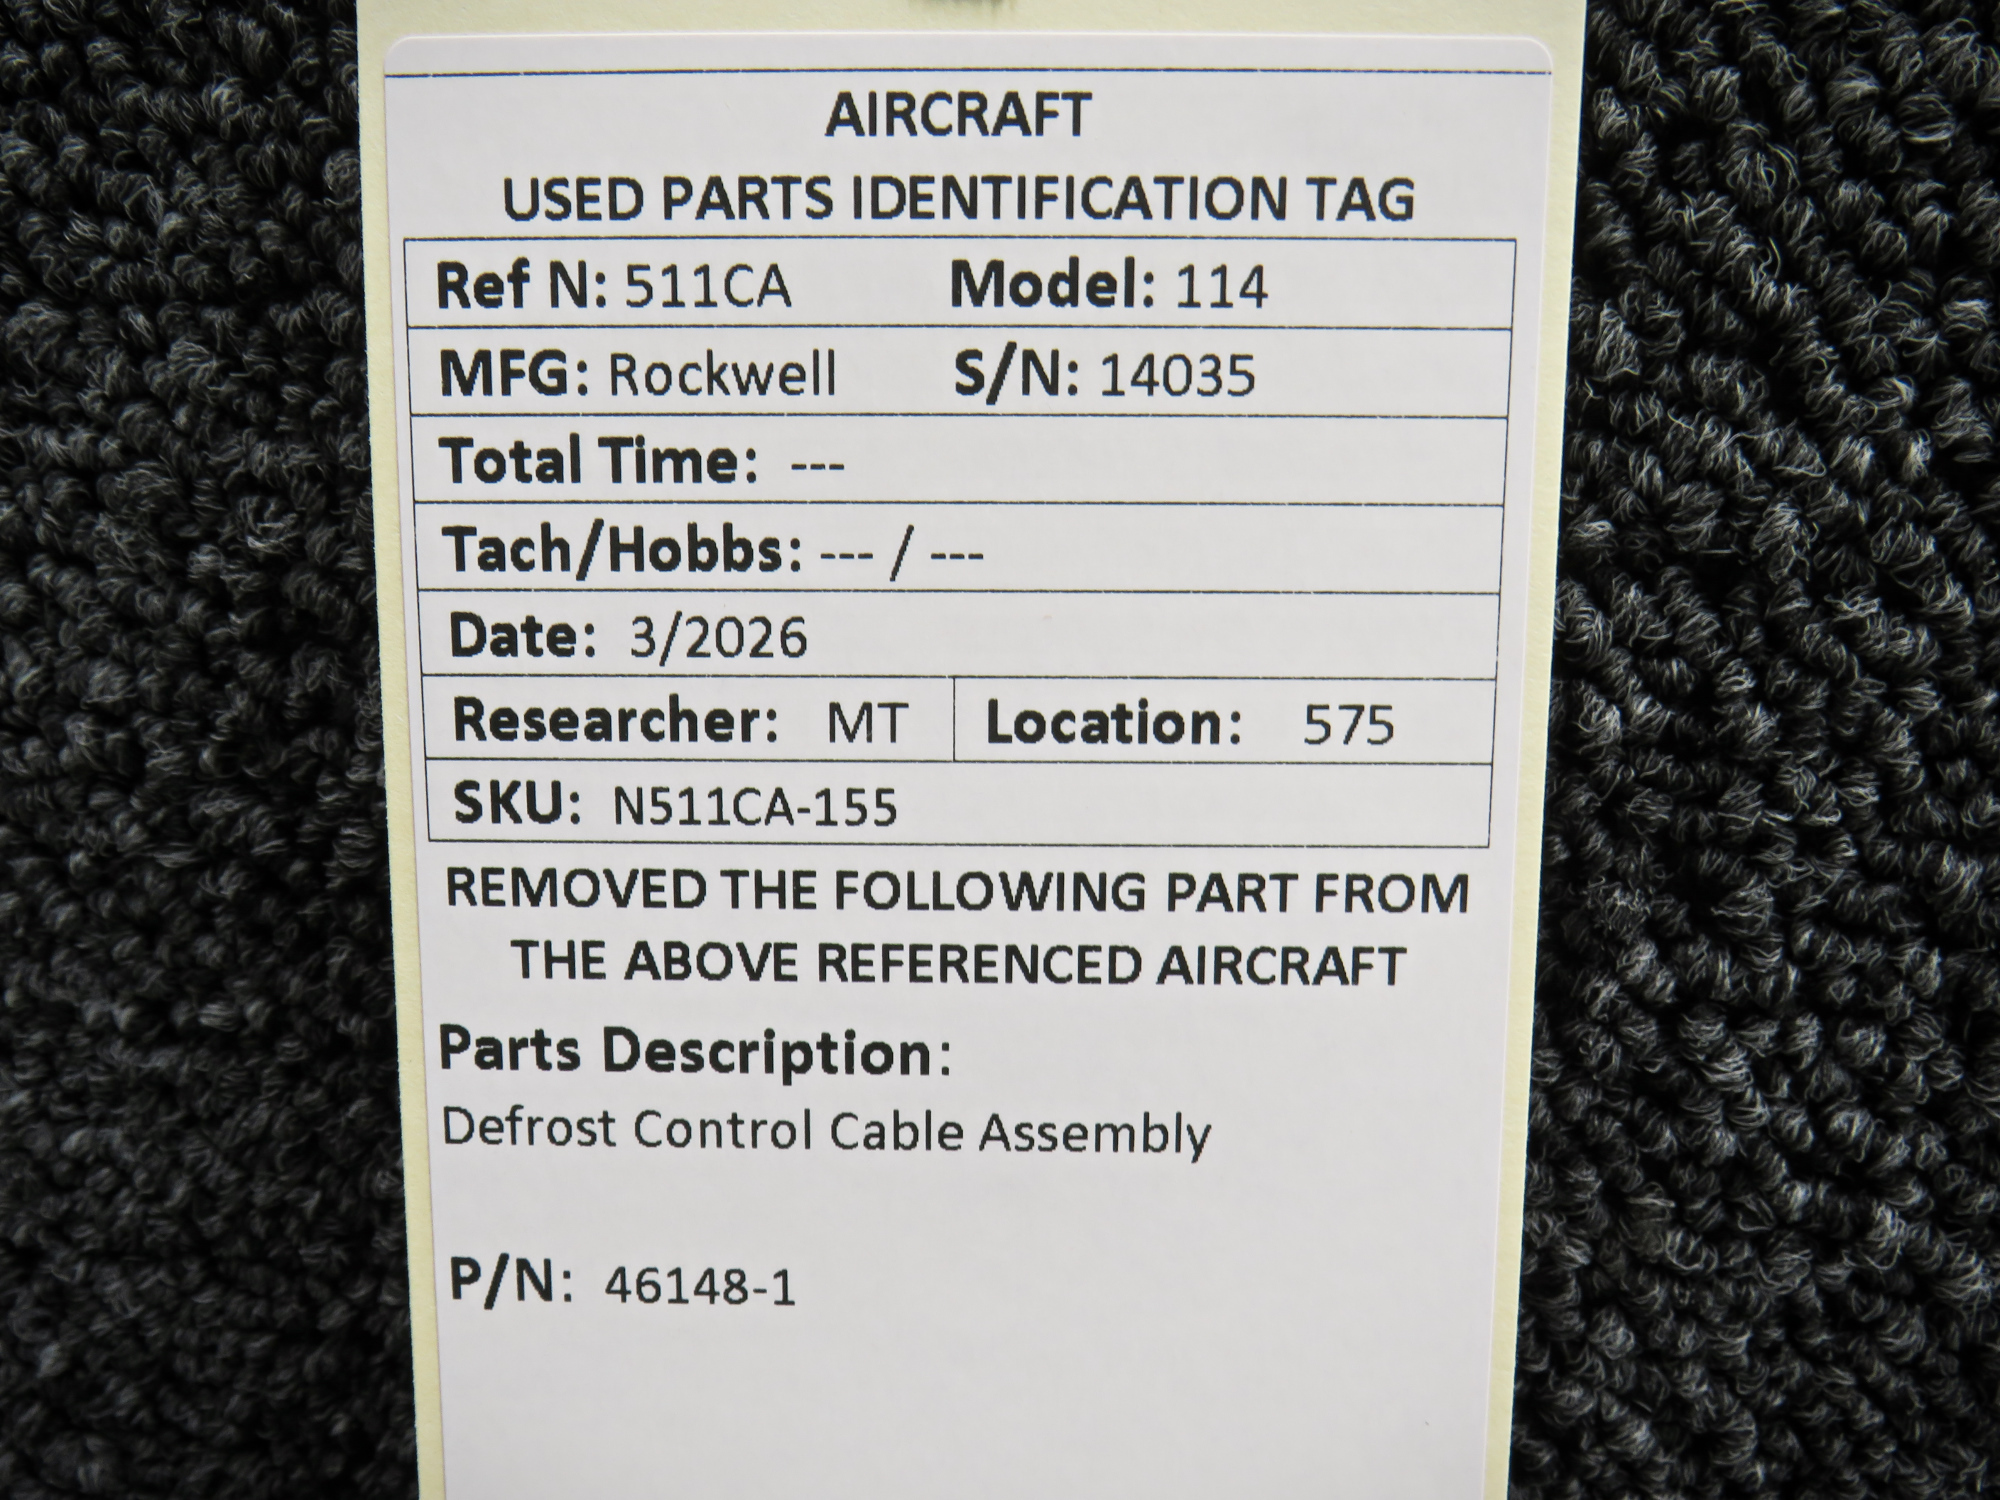 AIRCRAFT
USED PARTS IDENTIFICATION TAG
Ref N: 511CA Model: 114
MFG: Rockwell S/N: 14035
Total Time: ---
Tach/Hobbs: --- / ---
Date: 3/2026
Researcher: MT Location: 575
SKU: N511CA-155
REMOVED THE FOLLOWING PART FROM
THE ABOVE REFERENCED AIRCRAFT
Parts Description:
Defrost Control Cable Assembly
P/N: 46148-1